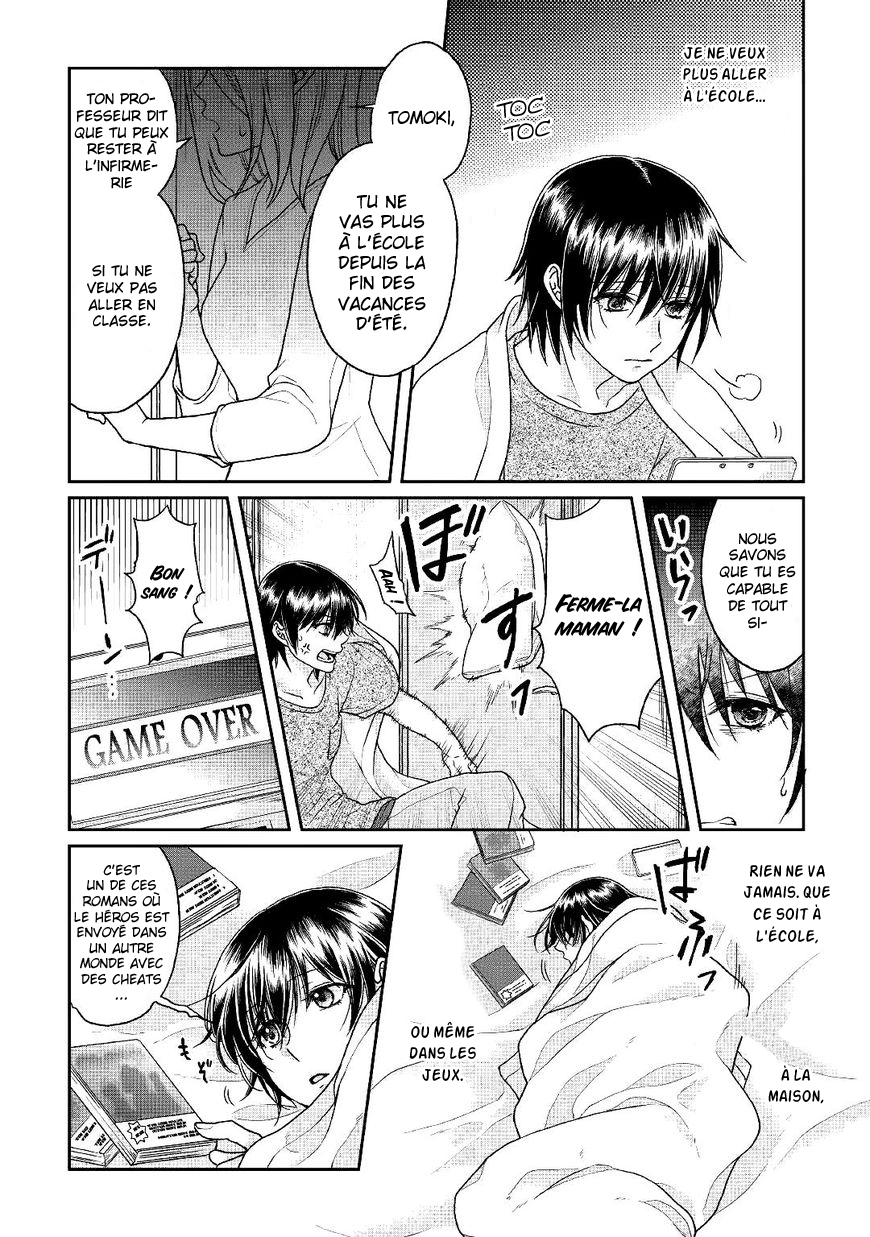 JE NE VEUX
PLUS ALLER
À L'ÉCOLE...
TOC
TOC
TOMOKI,
TU NE
VAS PLUS
À L'ÉCOLE
DEPUIS LA
FIN DES
VACANCES
D'ÉTÉ.
TON PRO-
FESSEUR DIT
QUE TU PEUX
RESTER À
L'INFIRME-
RIE
SI TU NE
VEUX PAS
ALLER EN
CLASSE.
NOUS
SAVONS
QUE TU ES
CAPABLE
DE TOUT
SI-
いらっ
FERME-LA
MAMAN !
ぼすっ
AAH !
BON
SANG !
デーン
GAME OVER
RIEN NE VA
JAMAIS. QUE
CE SOIT À
L'ÉCOLE,
ばふっ
À LA
MAISON,
OU MÊME
DANS LES
JEUX.
C'EST
UN DE CES
ROMANS OÙ
LE HÉROS EST
ENVOYÉ DANS
UN AUTRE
MONDE AVEC
DES CHEATS
...